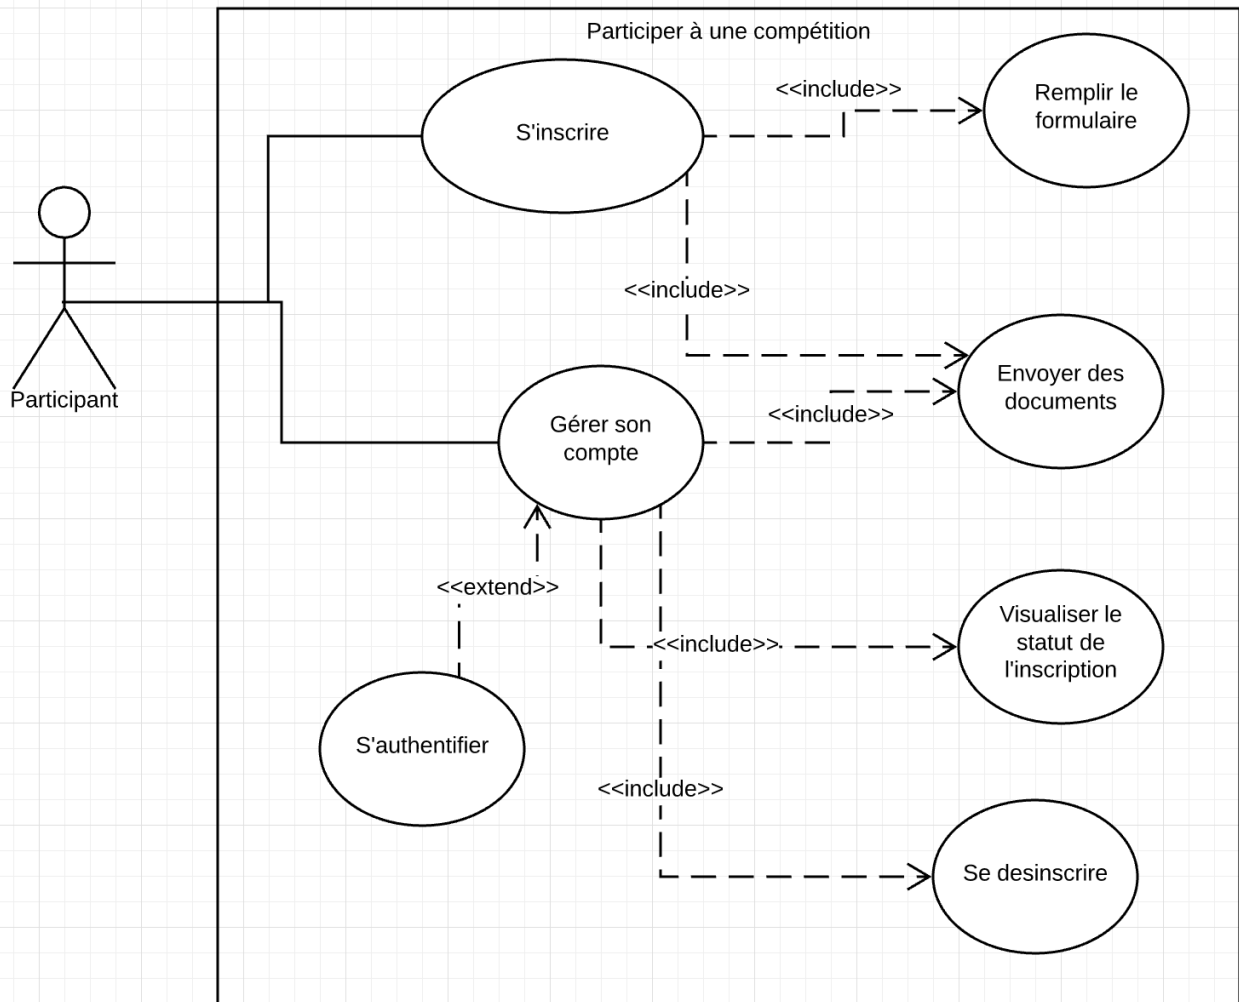 Participer à une compétition
S'inscrire
<<include>>
Remplir le
formulaire
<<include>>
Participant
Envoyer des
documents
<<include>>
Gérer son
compte
<<extend>>
<<include>>
Visualiser le
statut de
l'inscription
S'authentifier
<<include>>
Se desinscrire